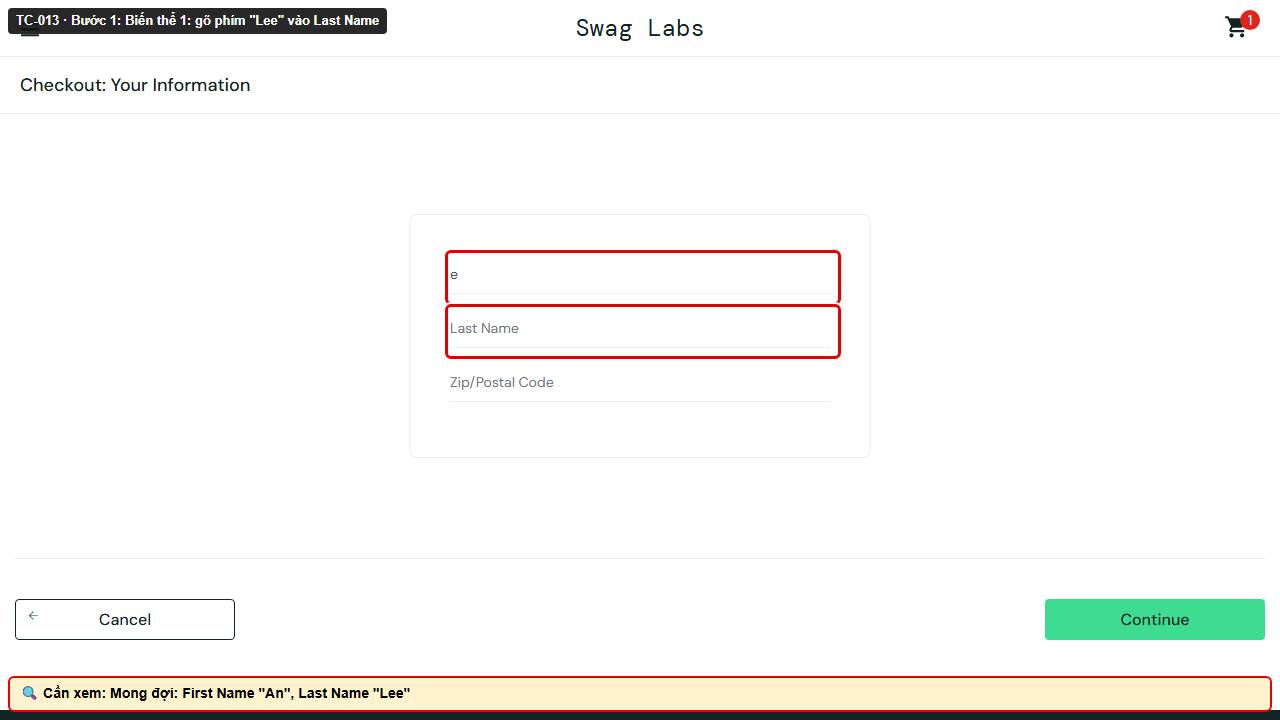 TC-013 · Bước 1: Biến thể 1: gõ phím "Lee" vào Last Name
Swag Labs
1
Checkout: Your Information
e
Last Name
Zip/Postal Code
Cancel
Continue
Cần xem: Mong đợi: First Name "An", Last Name "Lee"